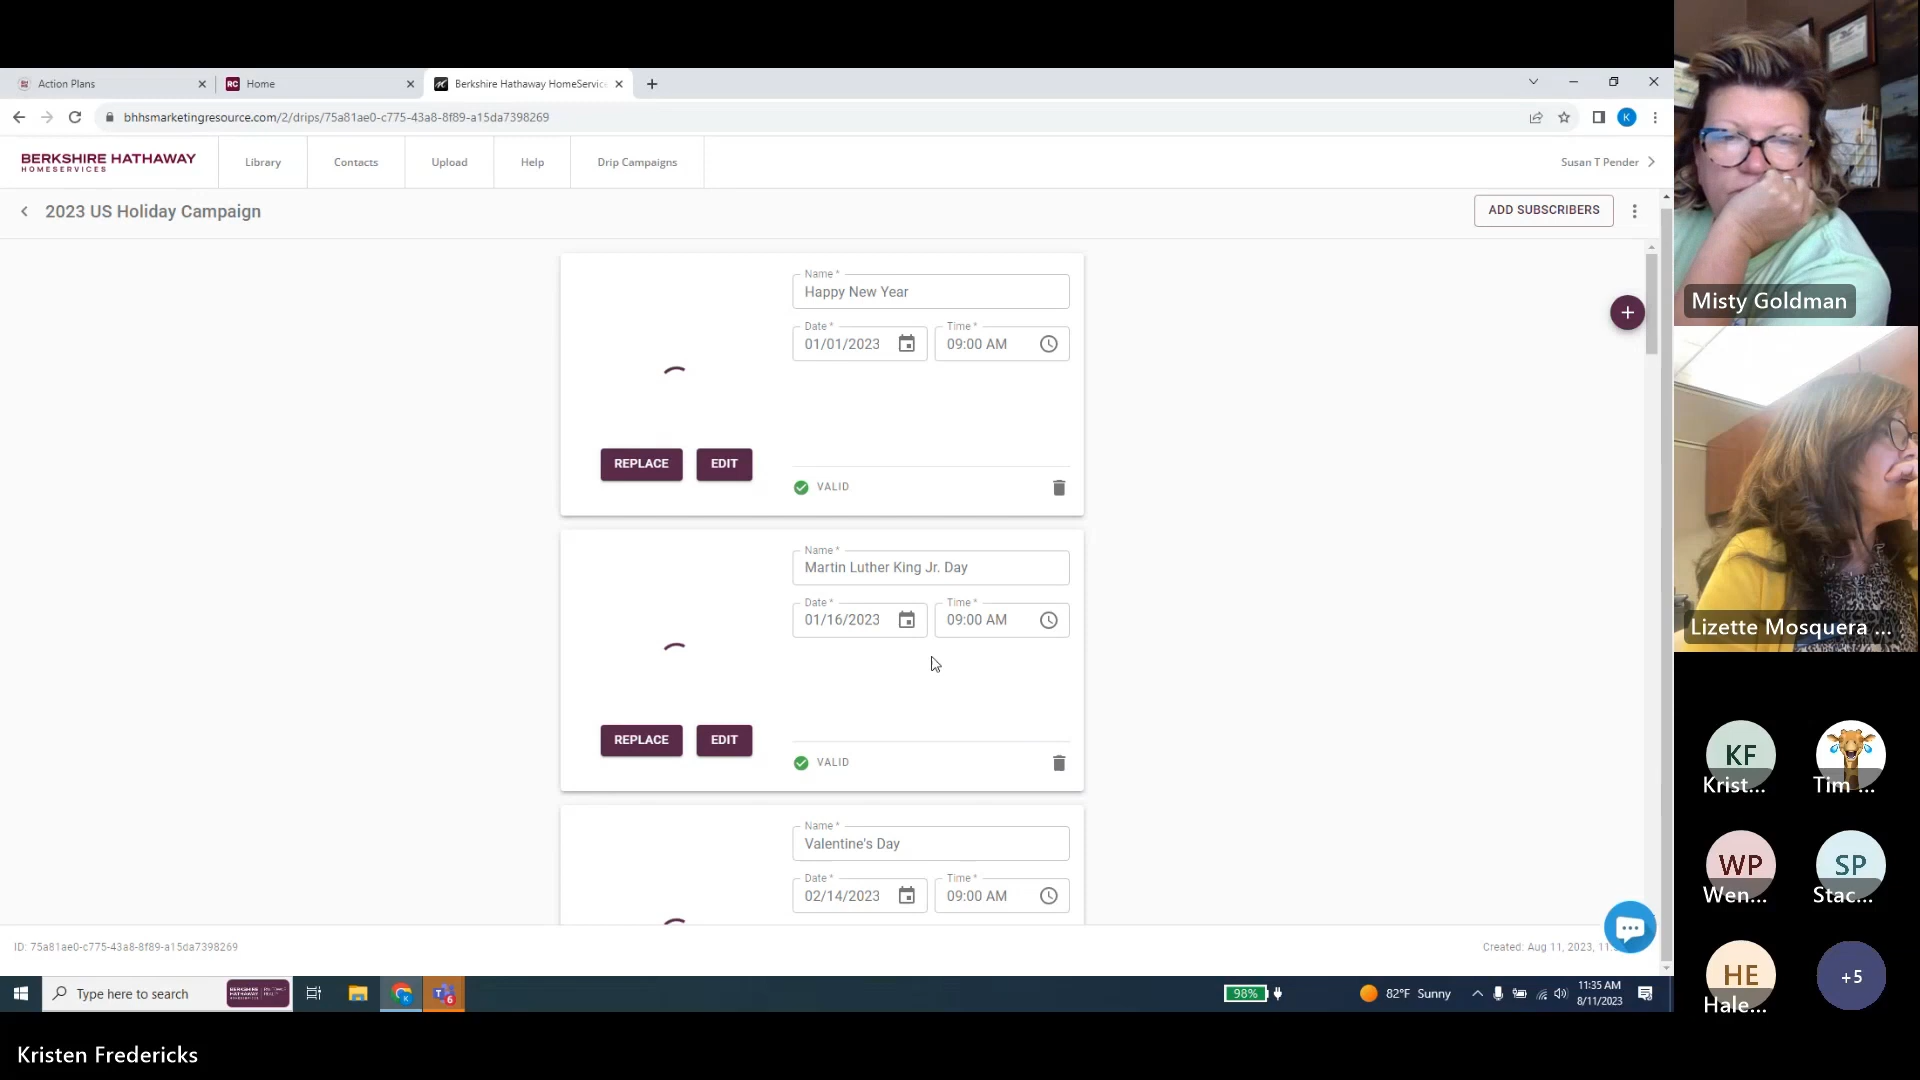 Action Plans
RC Home
Berkshire Hathaway HomeService
bhhsmarketingresource.com/2/drips/75a81ae0-c775-43a8-8f89-a15da7398269
K
BERKSHIRE HATHAWAY
HOMESERVICES
Library
Contacts
Upload
Help
Drip Campaigns
Susan T Pender
2023 US Holiday Campaign
ADD SUBSCRIBERS
Name *
Happy New Year
Date *
01/01/2023
Time *
09:00 AM
REPLACE
EDIT
VALID
Name *
Martin Luther King Jr. Day
Date *
01/16/2023
Time *
09:00 AM
REPLACE
EDIT
VALID
Name *
Valentine's Day
Date *
02/14/2023
Time *
09:00 AM
ID: 75a81ae0-c775-43a8-8f89-a15da7398269
Created: Aug 11, 2023, 11:
Type here to search
98%
82°F Sunny
11:35 AM
8/11/2023
Kristen Fredericks
Misty Goldman
Lizette Mosquera ...
KF
Krist...
Tim ...
WP
Wen...
SP
Stac...
HE
Hale...
+5